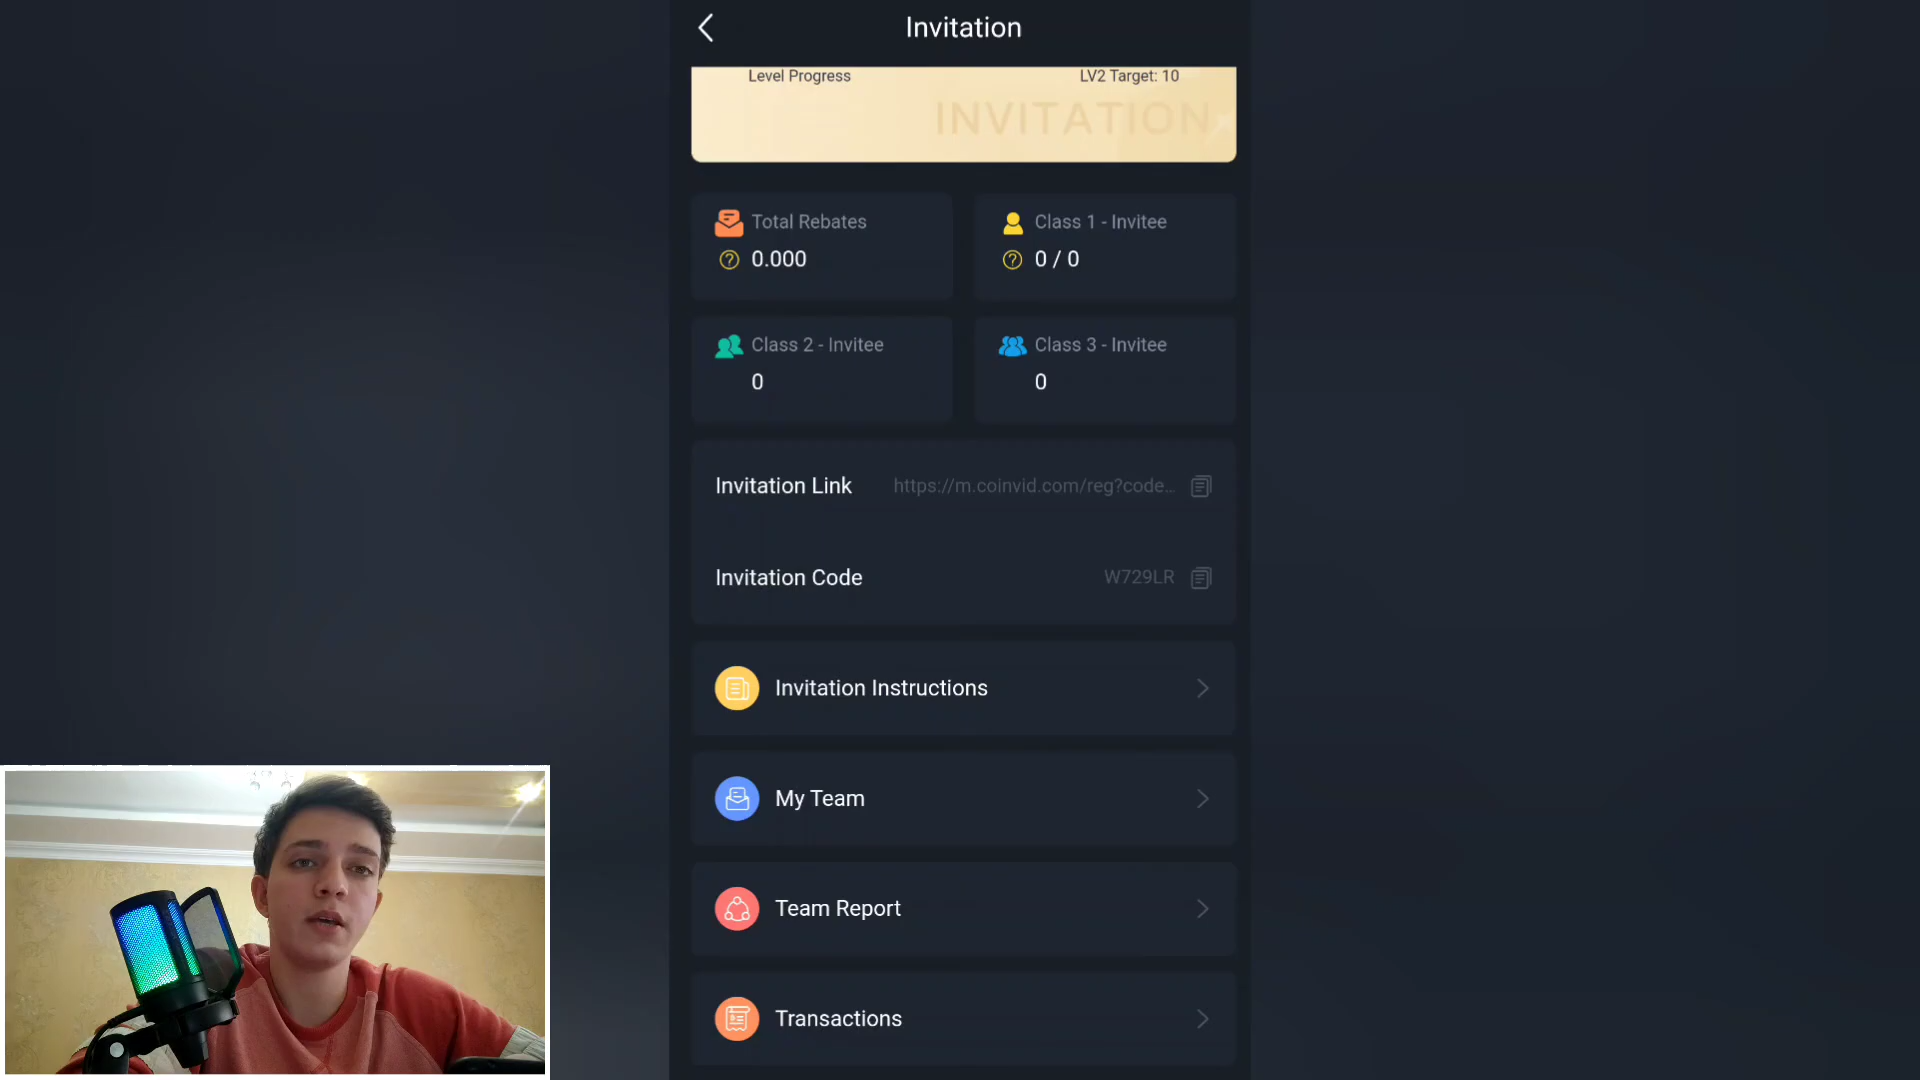 Invitation
Level Progress
LV2 Target: 10
INVITATION
Total Rebates
0.000
Class 1 - Invitee
0 / 0
Class 2 - Invitee
0
Class 3 - Invitee
0
Invitation Link
https://m.coinvid.com/reg?code...
Invitation Code
W729LR
Invitation Instructions
My Team
Team Report
Transactions